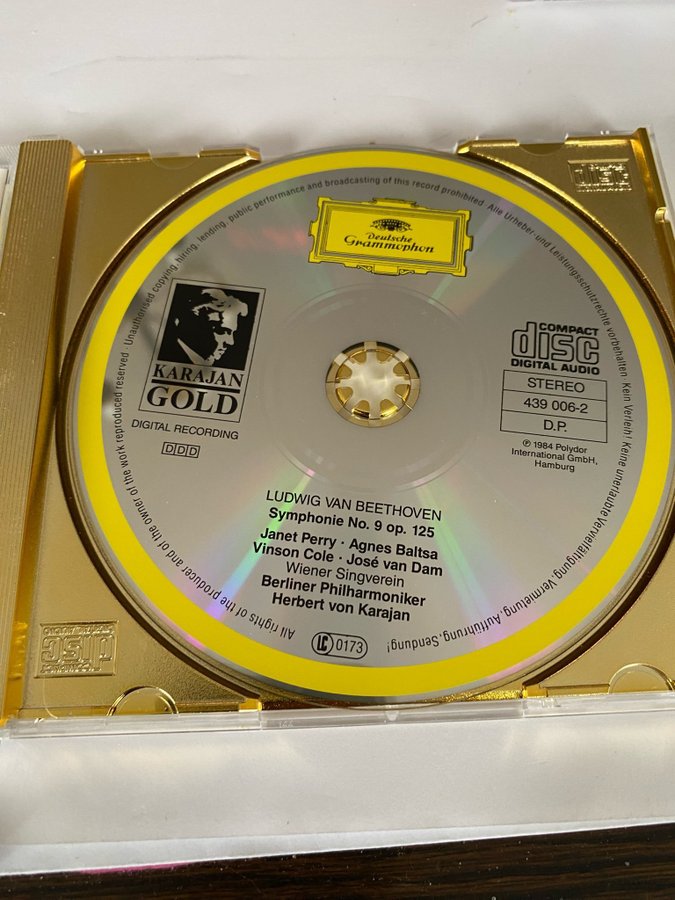 All rights of the producer and of the owner of the work reproduced reserved · Unauthorised copying, hiring, lending, public performance and broadcasting of this record prohibited. Alle Urheber- und Leistungsschutzrechte vorbehalten · Kein Verleih! Keine unerlaubte Vervielfältigung, Vermietung, Aufführung, Sendung!
Deutsche
Grammophon
KARAJAN
GOLD
DIGITAL RECORDING
DDD
COMPACT
disc
DIGITAL AUDIO
STEREO
439 006-2
D.P.
℗ 1984 Polydor
International GmbH,
Hamburg
LUDWIG VAN BEETHOVEN
Symphonie No. 9 op. 125
Janet Perry · Agnes Baltsa
Vinson Cole · José van Dam
Wiener Singverein
Berliner Philharmoniker
Herbert von Karajan
LC 0173
COMPACT
disc
DIGITAL AUDIO